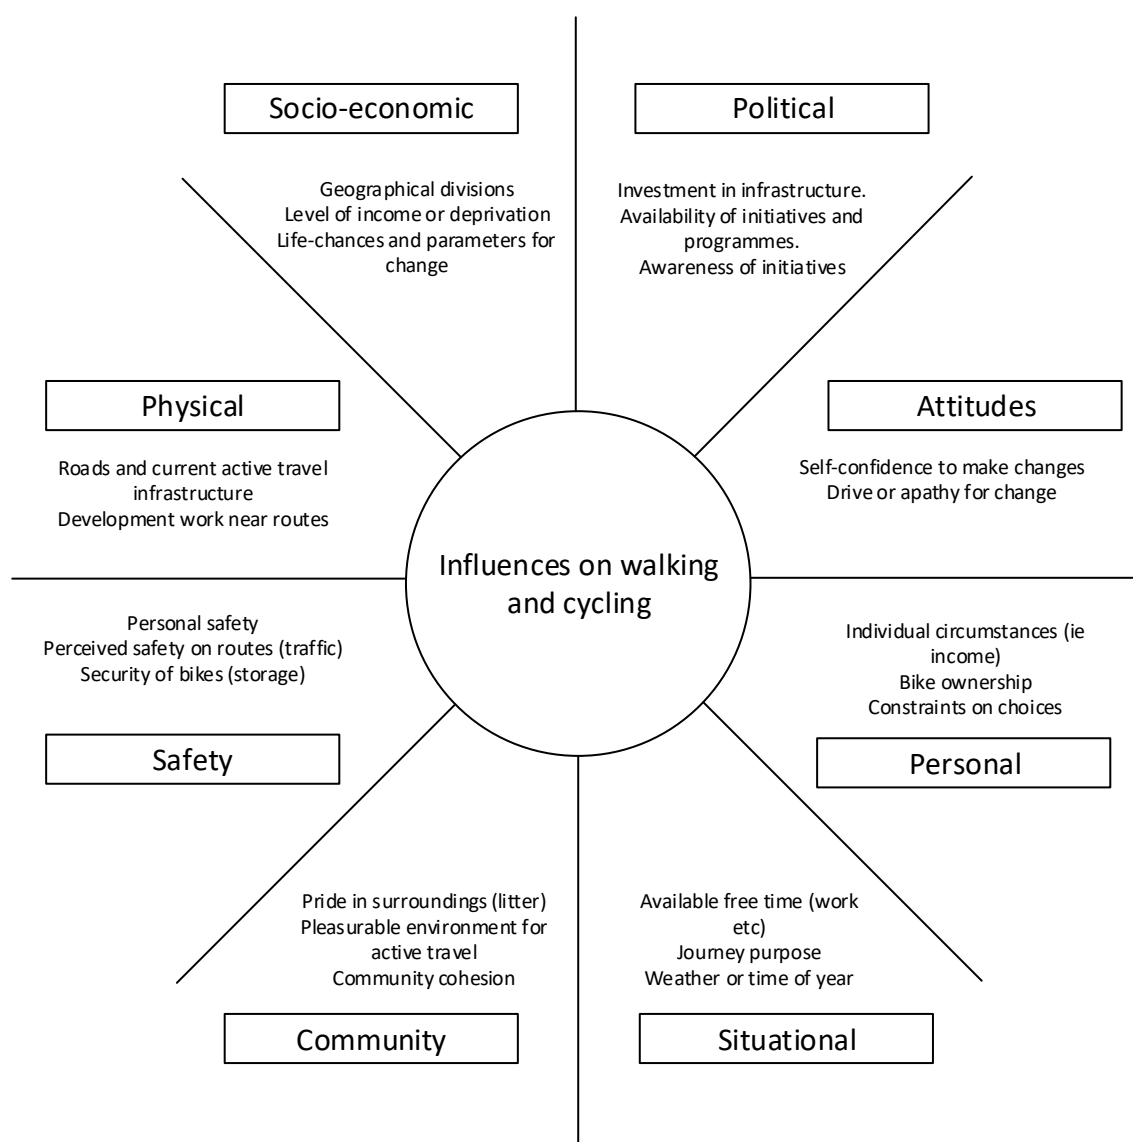 Socio-economic
Geographical divisions
Level of income or deprivation
Life-chances and parameters for
change
Political
Investment in infrastructure.
Availability of initiatives and
programmes.
Awareness of initiatives
Physical
Roads and current active travel
infrastructure
Development work near routes
Attitudes
Self-confidence to make changes
Drive or apathy for change
Influences on walking
and cycling
Personal safety
Perceived safety on routes (traffic)
Security of bikes (storage)
Safety
Individual circumstances (ie
income)
Bike ownership
Constraints on choices
Personal
Pride in surroundings (litter)
Pleasurable environment for
active travel
Community cohesion
Community
Available free time (work
etc)
Journey purpose
Weather or time of year
Situational